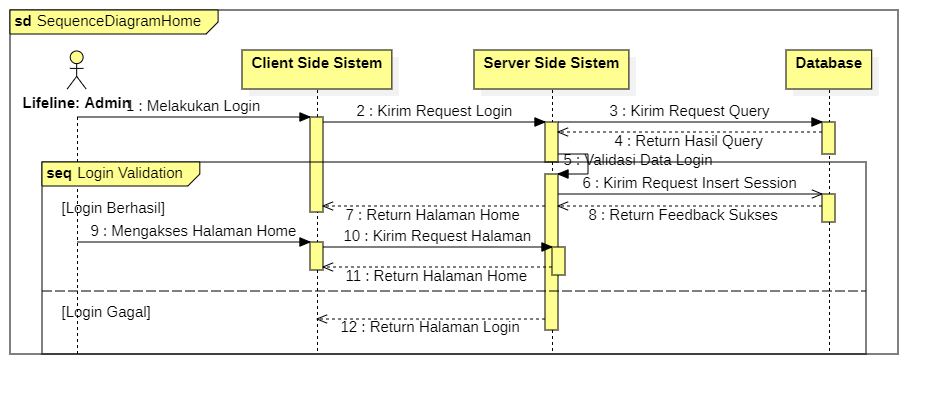 sd SequenceDiagramHome
Client Side Sistem
Server Side Sistem
Database
Lifeline: Admin
1 : Melakukan Login
2 : Kirim Request Login
3 : Kirim Request Query
4 : Return Hasil Query
5 : Validasi Data Login
seq Login Validation
6 : Kirim Request Insert Session
[Login Berhasil]
7 : Return Halaman Home
8 : Return Feedback Sukses
9 : Mengakses Halaman Home
10 : Kirim Request Halaman
11 : Return Halaman Home
[Login Gagal]
12 : Return Halaman Login